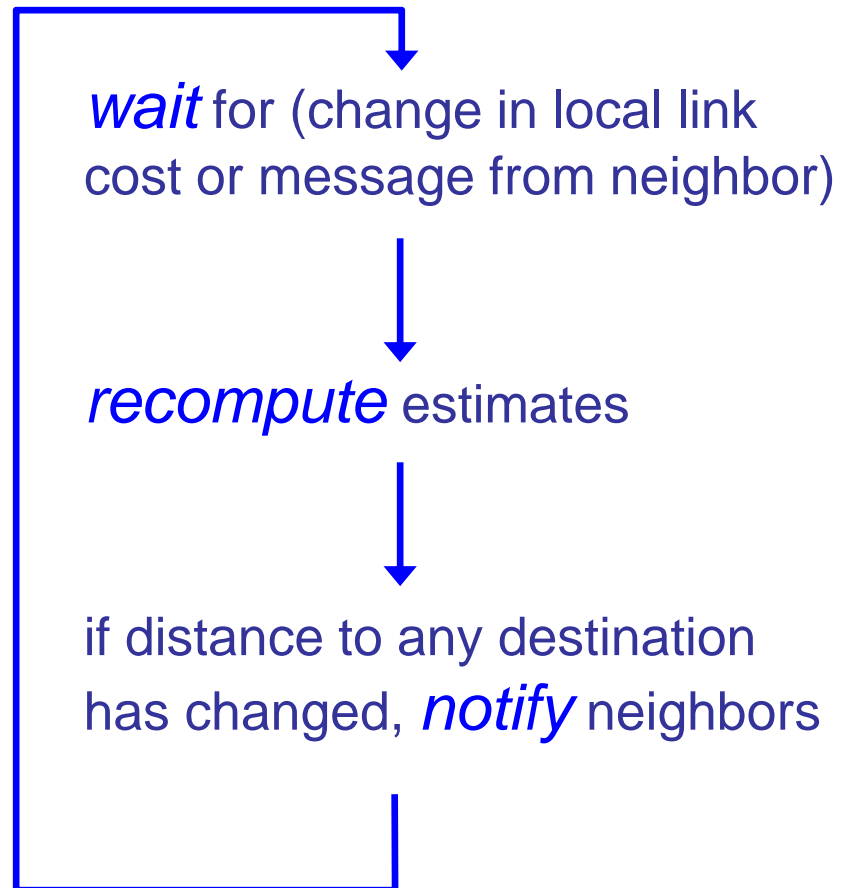 wait for (change in local link
cost or message from neighbor)
recompute estimates
if distance to any destination
has changed, notify neighbors